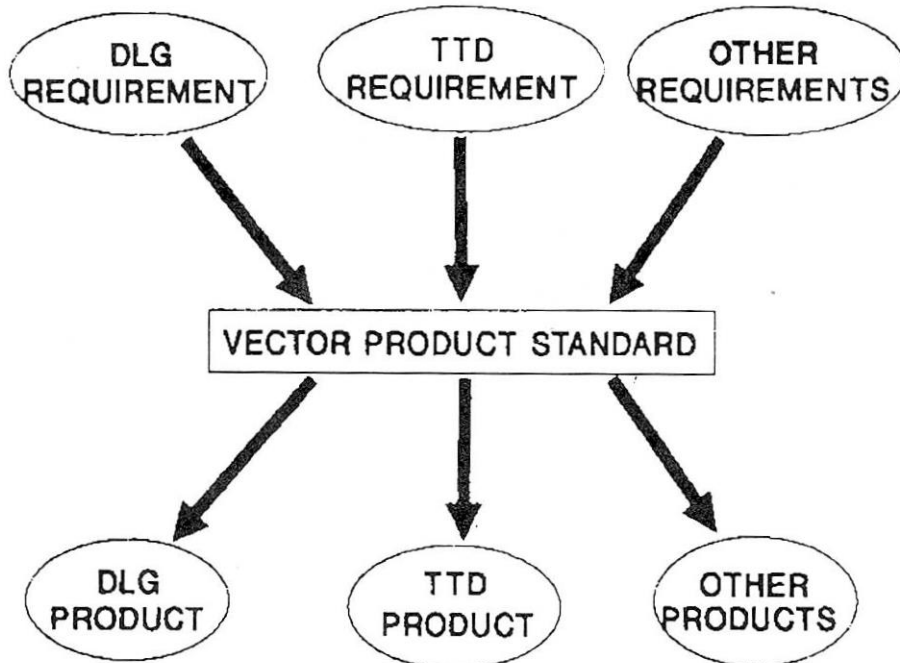 DLG
REQUIREMENT
TTD
REQUIREMENT
OTHER
REQUIREMENTS
VECTOR PRODUCT STANDARD
DLG
PRODUCT
TTD
PRODUCT
OTHER
PRODUCTS